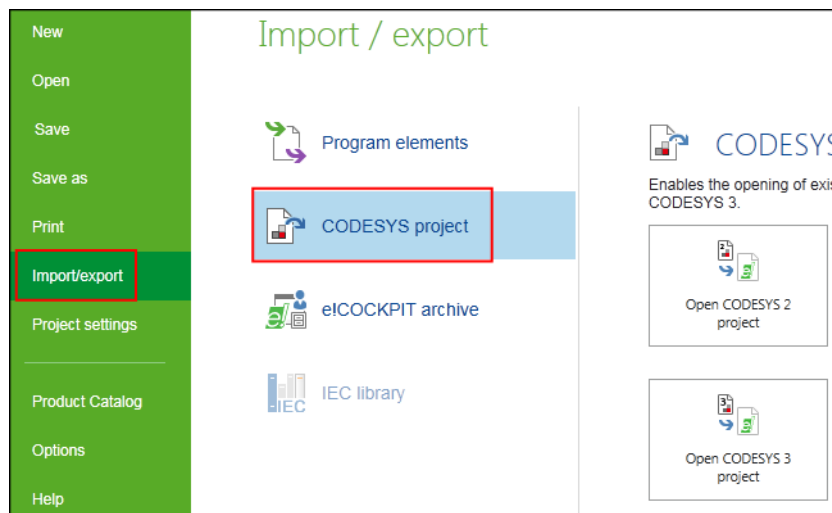 New
Open
Save
Save as
Print
Import/export
Project settings
Product Catalog
Options
Help
Import / export
Program elements
CODESYS project
e!COCKPIT archive
IEC
IEC library
CODESYS
Enables the opening of
CODESYS 3.
2
e!
Open CODESYS 2
project
3
e!
Open CODESYS 3
project